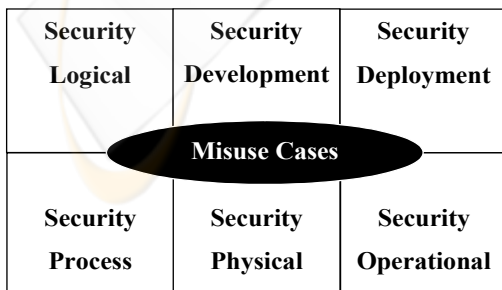 Security Security Security
Logical Development Deployment
Misuse Cases
Security Security Security
Process Physical Operational